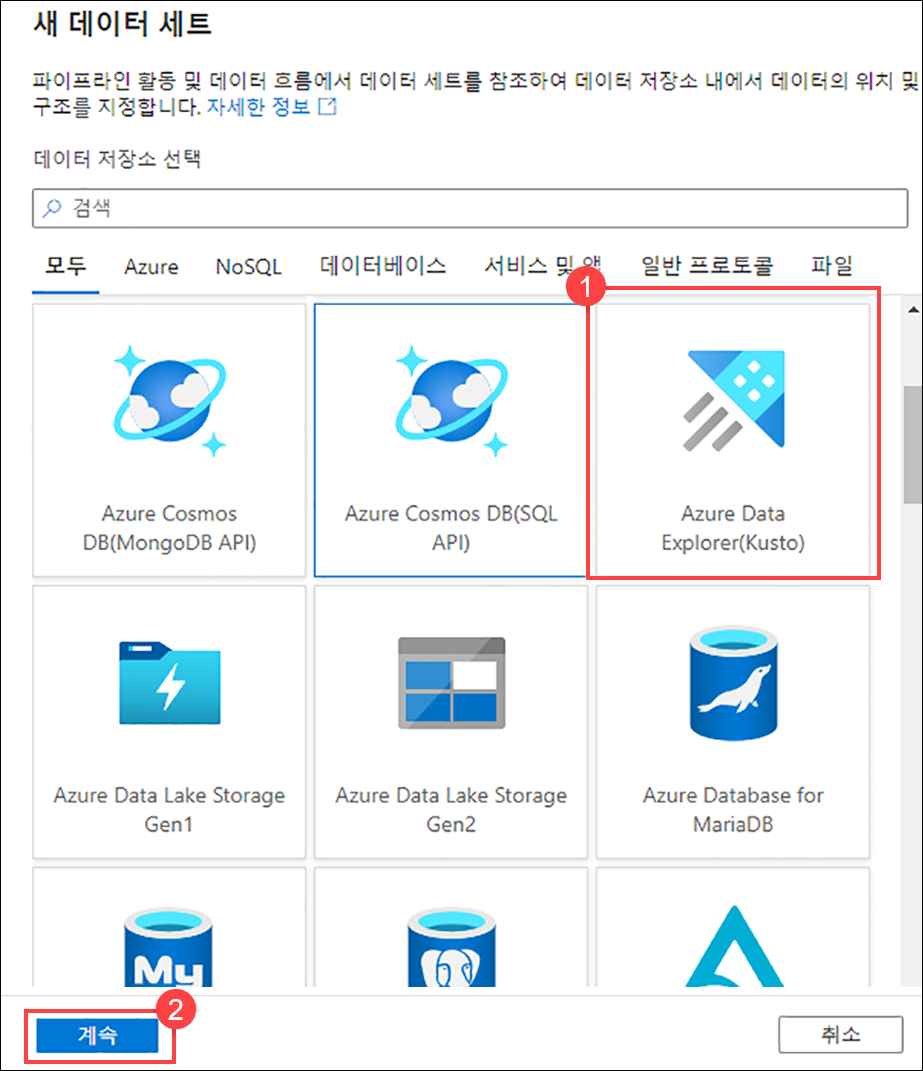 새 데이터 세트
파이프라인 활동 및 데이터 흐름에서 데이터 세트를 참조하여 데이터 저장소 내에서 데이터의 위치 및
구조를 지정합니다. 자세한 정보
데이터 저장소 선택
검색
모두 Azure NoSQL 데이터베이스 서비스 및 앱 일반 프로토콜 파일
1
Azure Cosmos
DB(MongoDB API)
Azure Cosmos DB(SQL
API)
Azure Data
Explorer(Kusto)
Azure Data Lake Storage
Gen1
Azure Data Lake Storage
Gen2
Azure Database for
MariaDB
My
2
계속 취소